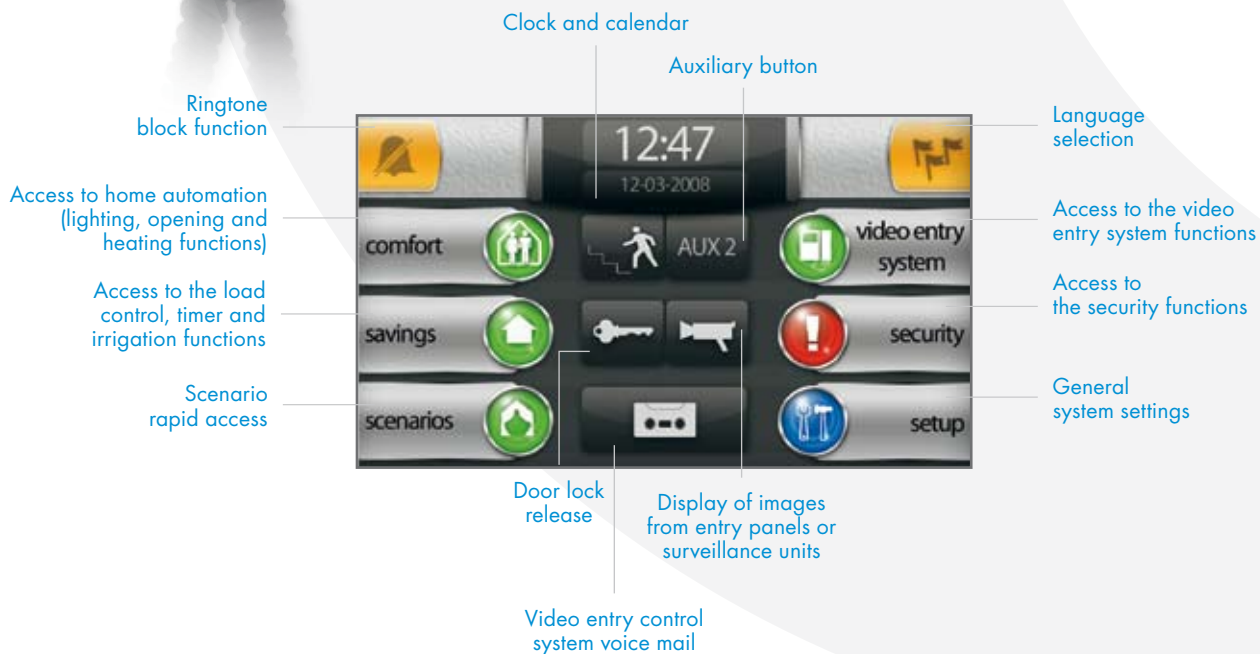 Clock and calendar
Auxiliary button
Ringtone
block function
Access to home automation
(lighting, opening and
heating functions)
Access to the load
control, timer and
irrigation functions
Scenario
rapid access
12:47
12-03-2008
comfort
AUX 2
video entry
system
savings
security
scenarios
setup
Language
selection
Access to the video
entry system functions
Access to
the security functions
General
system settings
Door lock
release
Display of images
from entry panels or
surveillance units
Video entry control
system voice mail